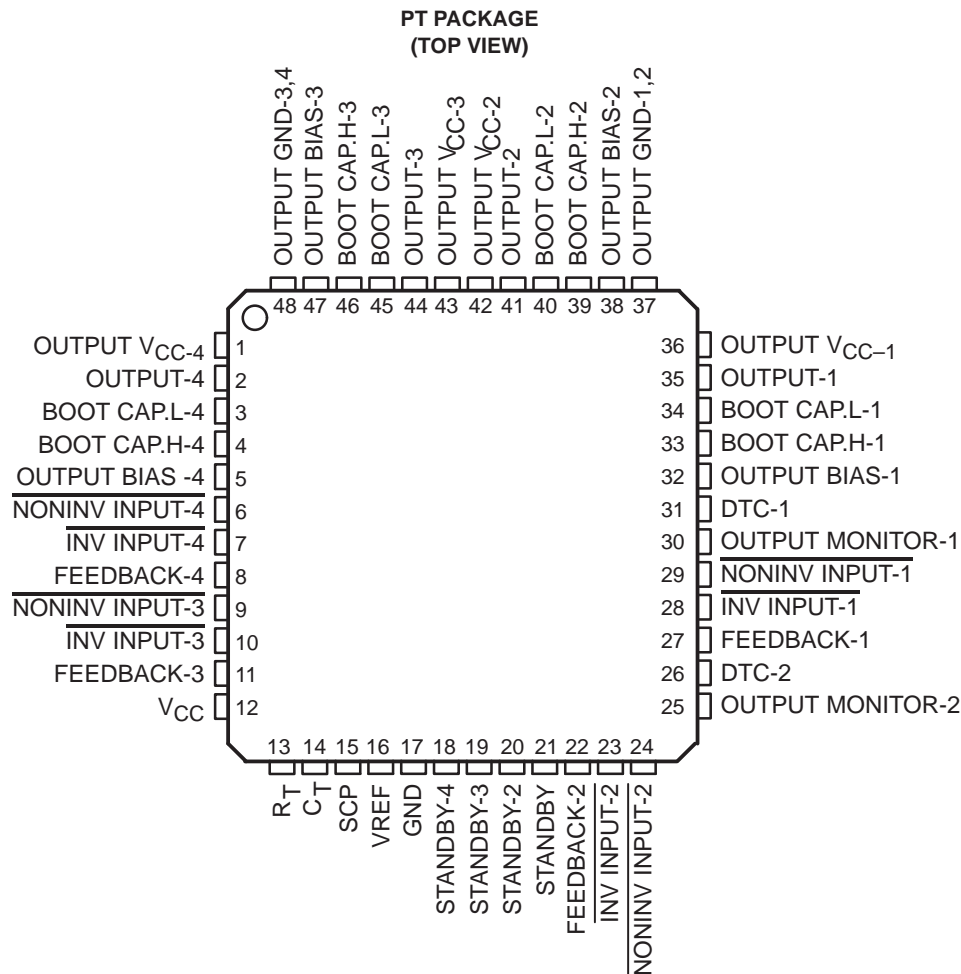 PT PACKAGE
(TOP VIEW)
OUTPUT GND-3,4
OUTPUT BIAS-3
BOOT CAP.H-3
BOOT CAP.L-3
OUTPUT-3
OUTPUT VCC-3
OUTPUT VCC-2
OUTPUT-2
BOOT CAP.L-2
BOOT CAP.H-2
OUTPUT BIAS-2
OUTPUT GND-1,2
48 47 46 45 44 43 42 41 40 39 38 37
OUTPUT VCC-4 1
OUTPUT-4 2
BOOT CAP.L-4 3
BOOT CAP.H-4 4
OUTPUT BIAS -4 5
NONINV INPUT-4 6
INV INPUT-4 7
FEEDBACK-4 8
NONINV INPUT-3 9
INV INPUT-3 10
FEEDBACK-3 11
VCC 12
36 OUTPUT VCC–1
35 OUTPUT-1
34 BOOT CAP.L-1
33 BOOT CAP.H-1
32 OUTPUT BIAS-1
31 DTC-1
30 OUTPUT MONITOR-1
29 NONINV INPUT-1
28 INV INPUT-1
27 FEEDBACK-1
26 DTC-2
25 OUTPUT MONITOR-2
13 14 15 16 17 18 19 20 21 22 23 24
RT
CT
SCP
VREF
GND
STANDBY-4
STANDBY-3
STANDBY-2
STANDBY
FEEDBACK-2
INV INPUT-2
NONINV INPUT-2